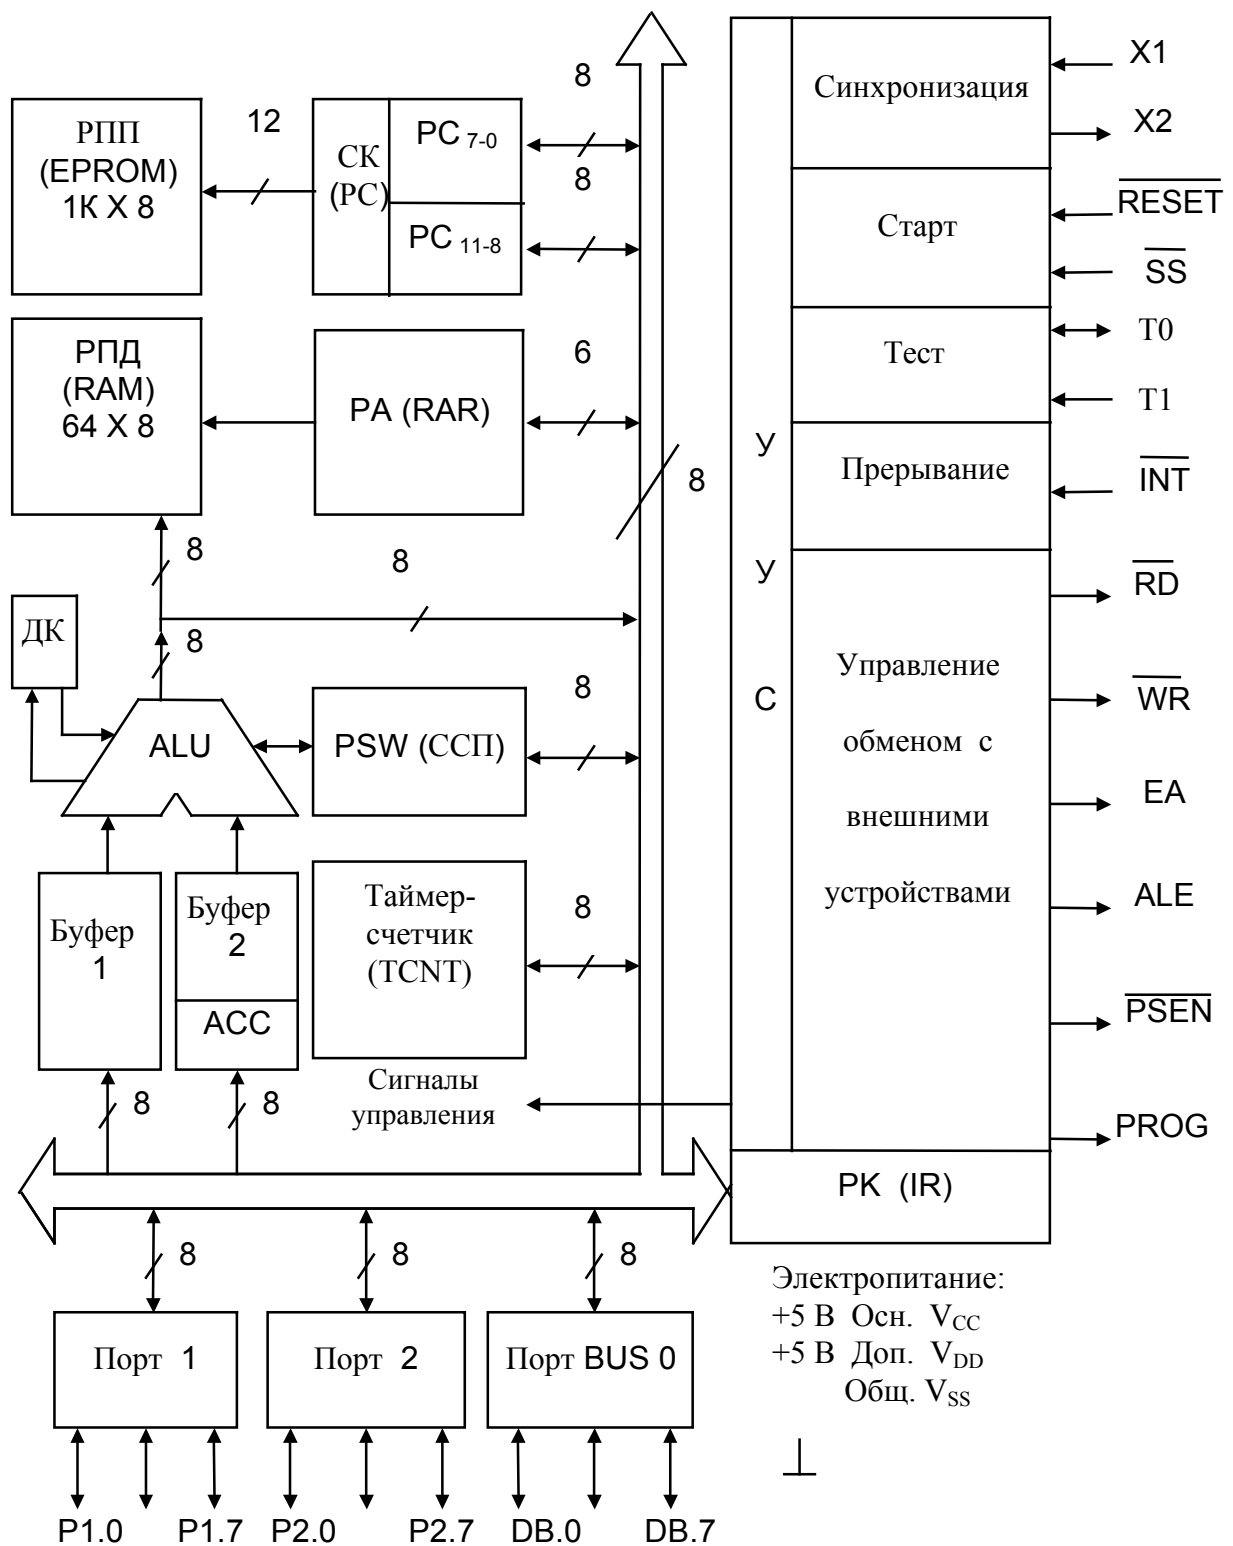 8
X1
Синхронизация
X2
РПП
(EPROM)
1К X 8
12
СК
(PC)
PC 7-0
8
PC 11-8
RESET
Старт
SS
РПД
(RAM)
64 X 8
РА (RAR)
6
Тест
T0
T1
8
У
У
С
Прерывание
INT
8
8
ДК
8
ALU
PSW (ССП)
8
RD
Управление
обменом с
внешними
устройствами
WR
EA
ALE
PSEN
PROG
Буфер
1
Буфер
2
ACC
Таймер-
счетчик
(TCNT)
8
8
8
Сигналы
управления
РК (IR)
8
8
8
Порт 1
Порт 2
Порт BUS 0
Электропитание:
+5 В Осн. VCC
+5 В Доп. VDD
Общ. VSS
P1.0
P1.7
P2.0
P2.7
DB.0
DB.7